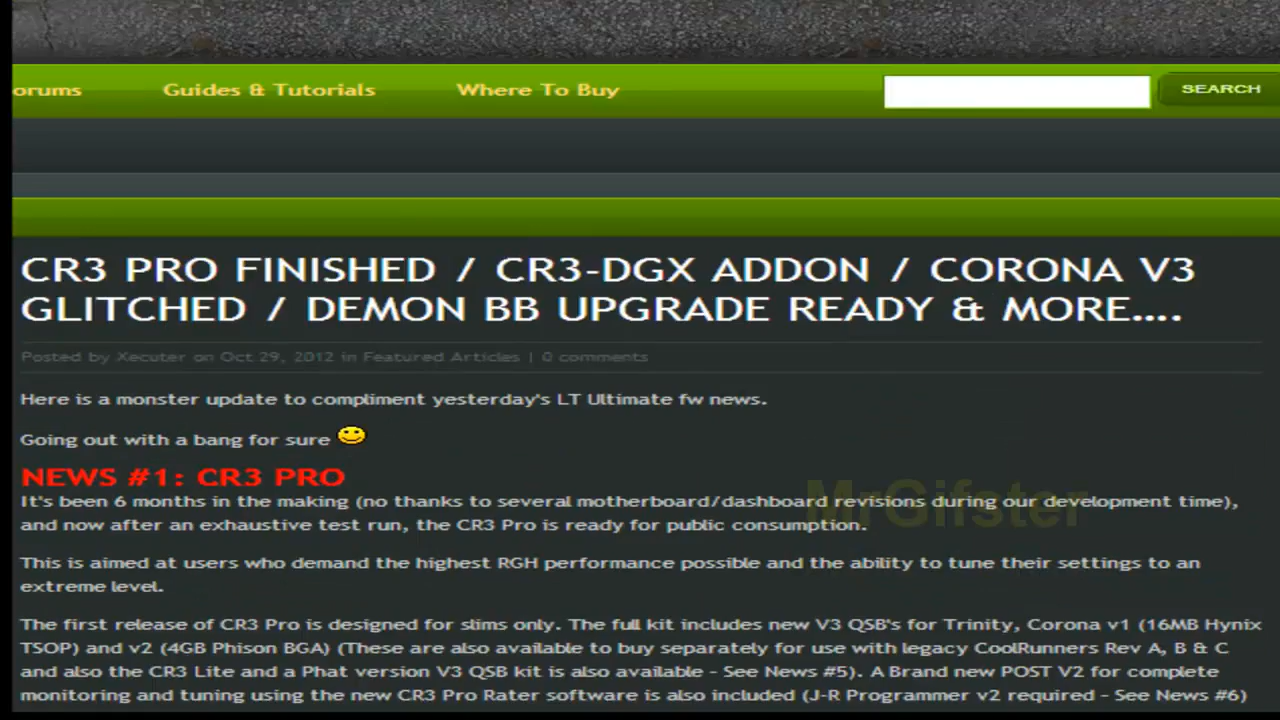 orums Guides & Tutorials Where To Buy SEARCH
CR3 PRO FINISHED / CR3-DGX ADDON / CORONA V3
GLITCHED / DEMON BB UPGRADE READY & MORE....
Posted by Xecuter on Oct 29, 2012 in Featured Articles | 0 comments
Here is a monster update to compliment yesterday's LT Ultimate fw news.
Going out with a bang for sure
NEWS #1: CR3 PRO
It's been 6 months in the making (no thanks to several motherboard/dashboard revisions during our development time),
and now after an exhaustive test run, the CR3 Pro is ready for public consumption.
MrGifster
This is aimed at users who demand the highest RGH performance possible and the ability to tune their settings to an
extreme level.
The first release of CR3 Pro is designed for slims only. The full kit includes new V3 QSB's for Trinity, Corona v1 (16MB Hynix
TSOP) and v2 (4GB Phison BGA) (These are also available to buy separately for use with legacy CoolRunners Rev A, B & C
and also the CR3 Lite and a Phat version V3 QSB kit is also available - See News #5). A Brand new POST V2 for complete
monitoring and tuning using the new CR3 Pro Rater software is also included (J-R Programmer v2 required - See News #6)